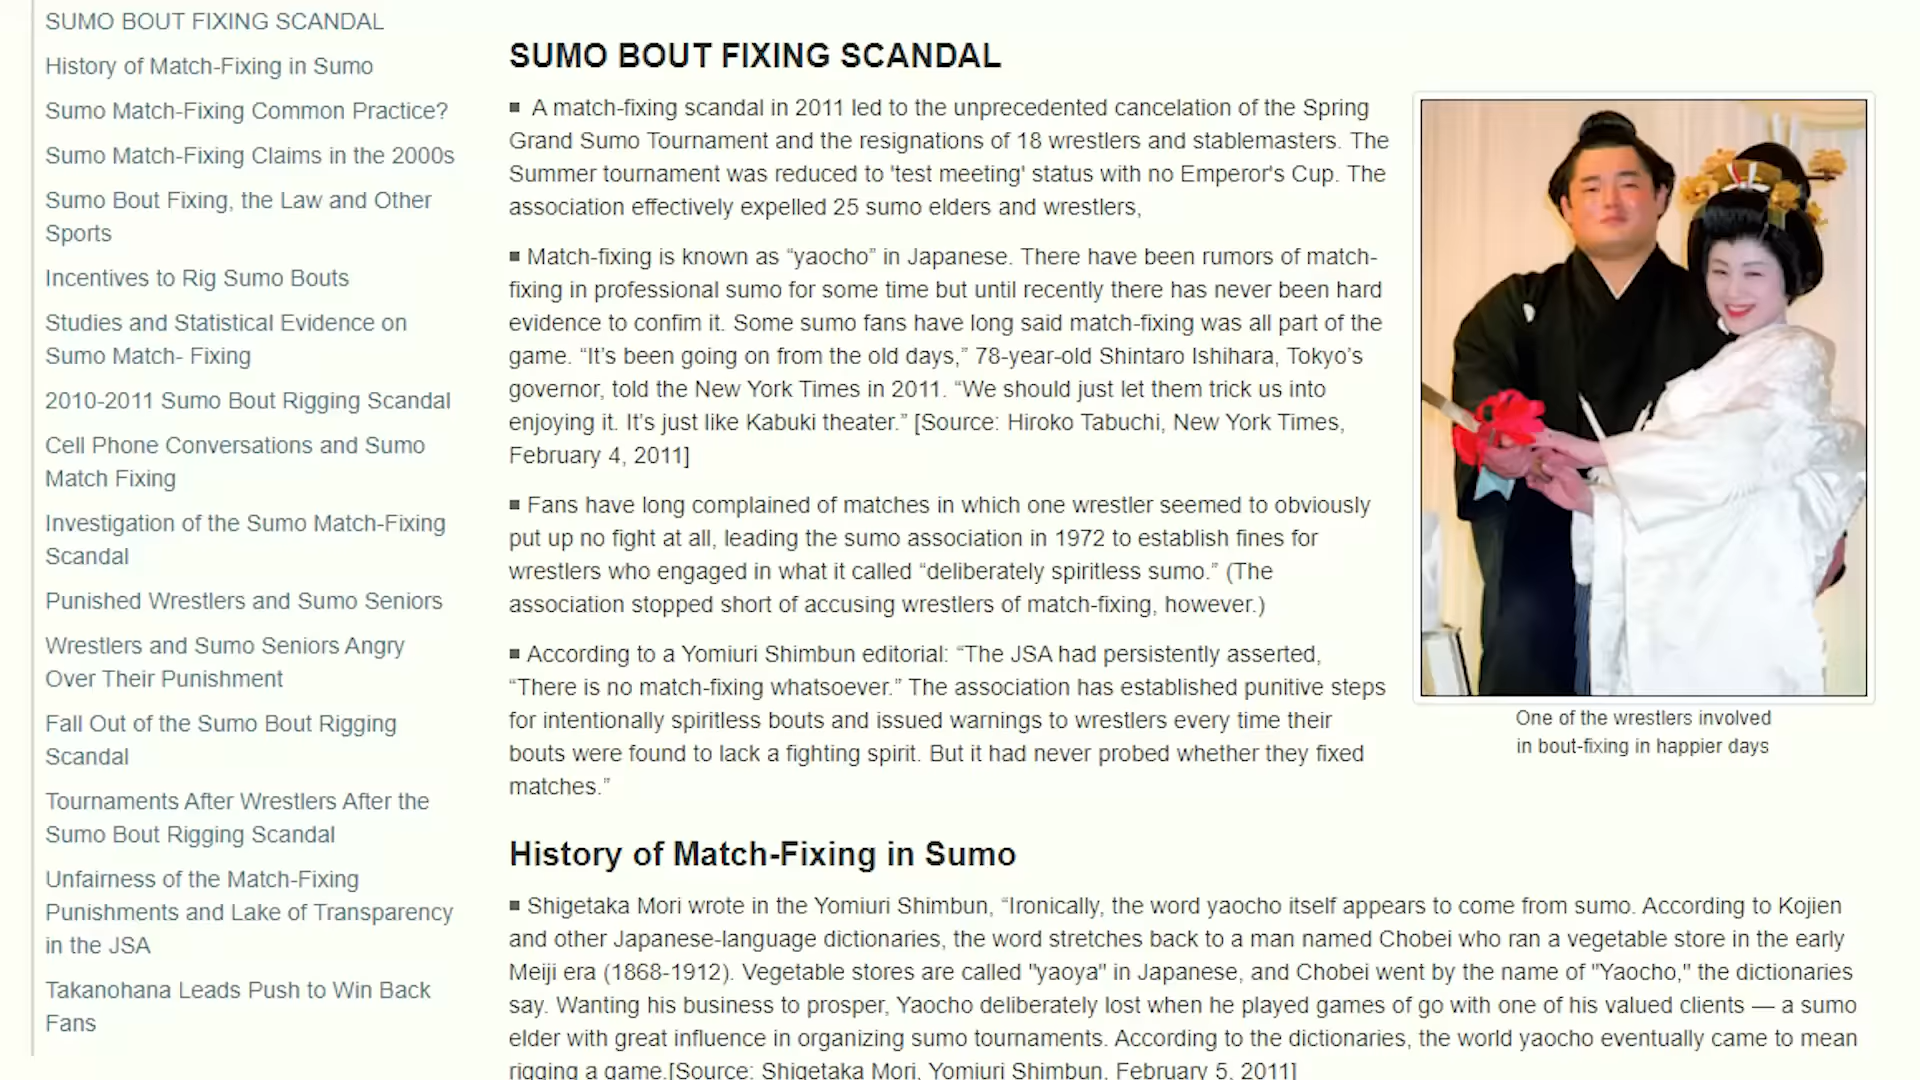 SUMO BOUT FIXING SCANDAL
History of Match-Fixing in Sumo
Sumo Match-Fixing Common Practice?
Sumo Match-Fixing Claims in the 2000s
Sumo Bout Fixing, the Law and Other
Sports
Incentives to Rig Sumo Bouts
Studies and Statistical Evidence on
Sumo Match- Fixing
2010-2011 Sumo Bout Rigging Scandal
Cell Phone Conversations and Sumo
Match Fixing
Investigation of the Sumo Match-Fixing
Scandal
Punished Wrestlers and Sumo Seniors
Wrestlers and Sumo Seniors Angry
Over Their Punishment
Fall Out of the Sumo Bout Rigging
Scandal
Tournaments After Wrestlers After the
Sumo Bout Rigging Scandal
Unfairness of the Match-Fixing
Punishments and Lake of Transparency
in the JSA
Takanohana Leads Push to Win Back
Fans
SUMO BOUT FIXING SCANDAL
▪ A match-fixing scandal in 2011 led to the unprecedented cancelation of the Spring
Grand Sumo Tournament and the resignations of 18 wrestlers and stablemasters. The
Summer tournament was reduced to 'test meeting' status with no Emperor's Cup. The
association effectively expelled 25 sumo elders and wrestlers,
▪ Match-fixing is known as “yaocho” in Japanese. There have been rumors of match-
fixing in professional sumo for some time but until recently there has never been hard
evidence to confim it. Some sumo fans have long said match-fixing was all part of the
game. “It’s been going on from the old days,” 78-year-old Shintaro Ishihara, Tokyo’s
governor, told the New York Times in 2011. “We should just let them trick us into
enjoying it. It’s just like Kabuki theater.” [Source: Hiroko Tabuchi, New York Times,
February 4, 2011]
▪ Fans have long complained of matches in which one wrestler seemed to obviously
put up no fight at all, leading the sumo association in 1972 to establish fines for
wrestlers who engaged in what it called “deliberately spiritless sumo.” (The
association stopped short of accusing wrestlers of match-fixing, however.)
▪ According to a Yomiuri Shimbun editorial: “The JSA had persistently asserted,
“There is no match-fixing whatsoever.” The association has established punitive steps
for intentionally spiritless bouts and issued warnings to wrestlers every time their
bouts were found to lack a fighting spirit. But it had never probed whether they fixed
matches.”
One of the wrestlers involved
in bout-fixing in happier days
History of Match-Fixing in Sumo
▪ Shigetaka Mori wrote in the Yomiuri Shimbun, “Ironically, the word yaocho itself appears to come from sumo. According to Kojien
and other Japanese-language dictionaries, the word stretches back to a man named Chobei who ran a vegetable store in the early
Meiji era (1868-1912). Vegetable stores are called "yaoya" in Japanese, and Chobei went by the name of "Yaocho," the dictionaries
say. Wanting his business to prosper, Yaocho deliberately lost when he played games of go with one of his valued clients — a sumo
elder with great influence in organizing sumo tournaments. According to the dictionaries, the world yaocho eventually came to mean
rigging a game.[Source: Shigetaka Mori, Yomiuri Shimbun, February 5, 2011]